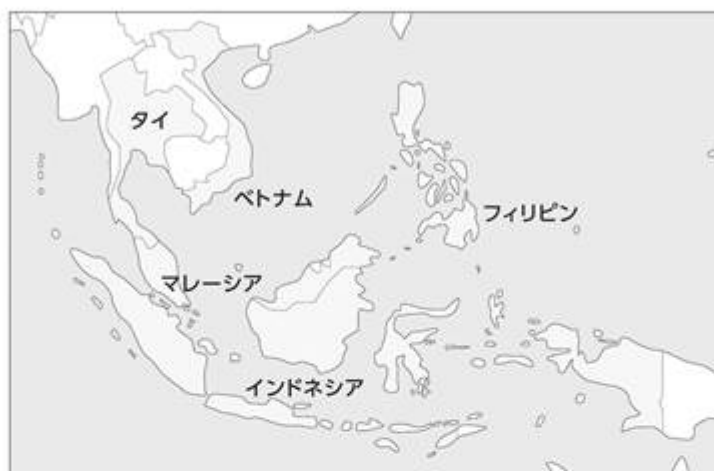 タイ
ベトナム
フィリピン
マレーシア
インドネシア